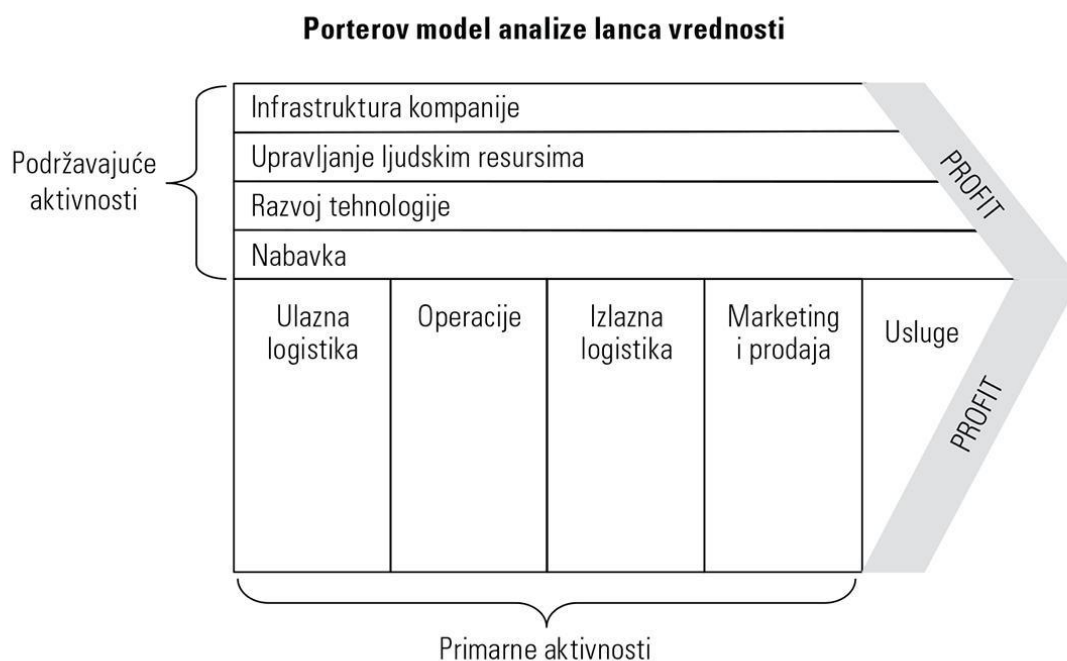 Porterov model analize lanca vrednosti
Podržavajuće
aktivnosti
Infrastruktura kompanije
Upravljanje ljudskim resursima
Razvoj tehnologije
Nabavka
PROFIT
Ulazna
logistika
Operacije
Izlazna
logistika
Marketing
i prodaja
Usluge
PROFIT
Primarne aktivnosti